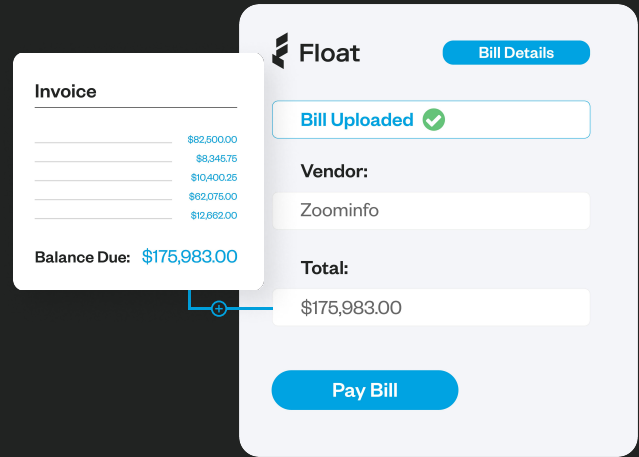 Invoice
$82,500.00
$8,345.75
$10,400.25
$62,075.00
$12,662.00
Balance Due: $175,983.00
Float
Bill Details
Bill Uploaded
Vendor:
Zoominfo
Total:
$175,983.00
Pay Bill